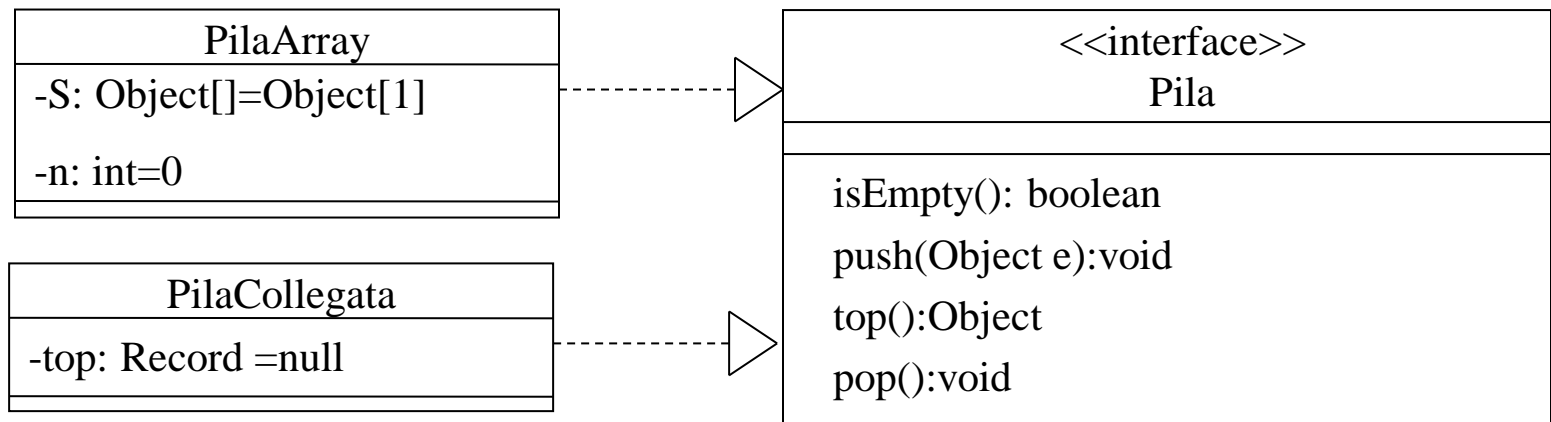 PilaArray
-S: Object[]=Object[1]
-n: int=0
PilaCollegata
-top: Record =null
<<interface>>
Pila
isEmpty(): boolean
push(Object e):void
top():Object
pop():void